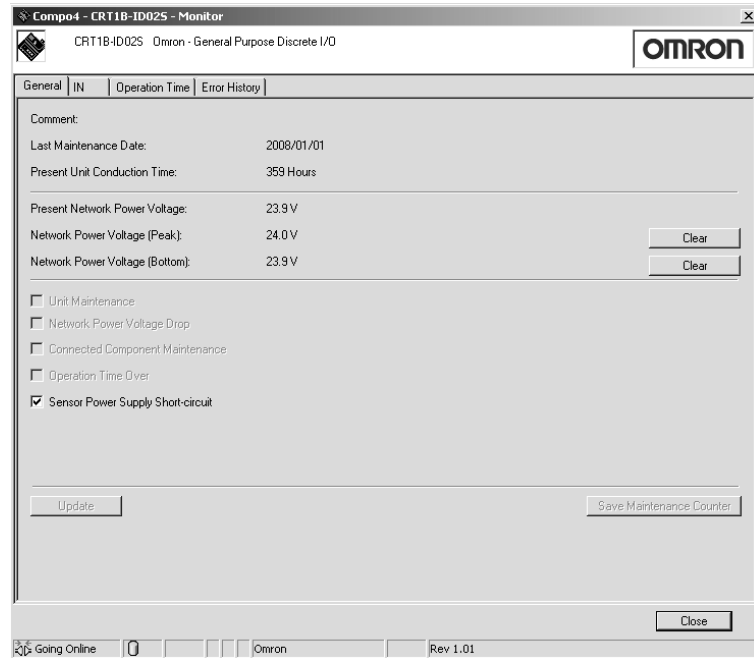 Compo4 - CRT1B-ID02S - Monitor
CRT1B-ID02S Omron - General Purpose Discrete I/O
OMRON
General IN Operation Time Error History
Comment:
Last Maintenance Date: 2008/01/01
Present Unit Conduction Time: 359 Hours
Present Network Power Voltage: 23.9 V
Network Power Voltage (Peak): 24.0 V Clear
Network Power Voltage (Bottom): 23.9 V Clear
Unit Maintenance
Network Power Voltage Drop
Connected Component Maintenance
Operation Time Over
Sensor Power Supply Short-circuit
Update Save Maintenance Counter
Close
Going Online Omron Rev 1.01